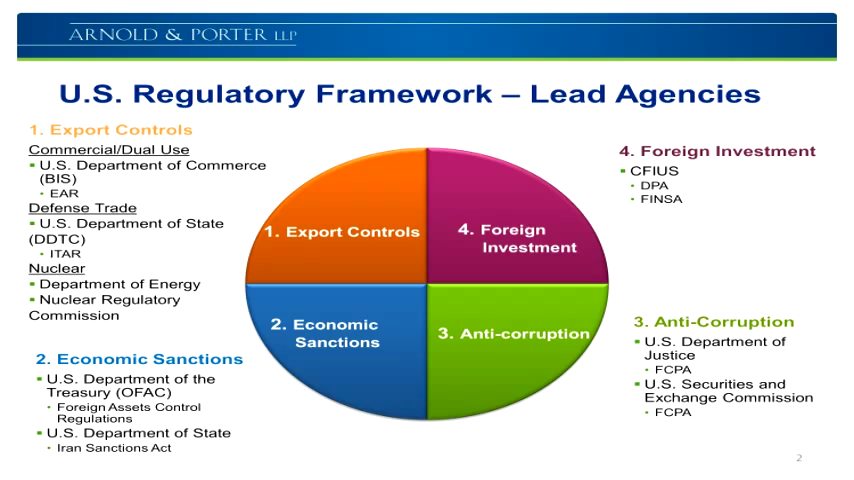 ARNOLD & PORTER LLP
U.S. Regulatory Framework – Lead Agencies
1. Export Controls
Commercial/Dual Use
▪ U.S. Department of Commerce
(BIS)
• EAR
Defense Trade
▪ U.S. Department of State
(DDTC)
• ITAR
Nuclear
▪ Department of Energy
▪ Nuclear Regulatory
Commission
2. Economic Sanctions
▪ U.S. Department of the
Treasury (OFAC)
• Foreign Assets Control
Regulations
▪ U.S. Department of State
• Iran Sanctions Act
1. Export Controls
4. Foreign
Investment
2. Economic
Sanctions
3. Anti-corruption
4. Foreign Investment
▪ CFIUS
• DPA
• FINSA
3. Anti-Corruption
▪ U.S. Department of
Justice
• FCPA
▪ U.S. Securities and
Exchange Commission
• FCPA
2